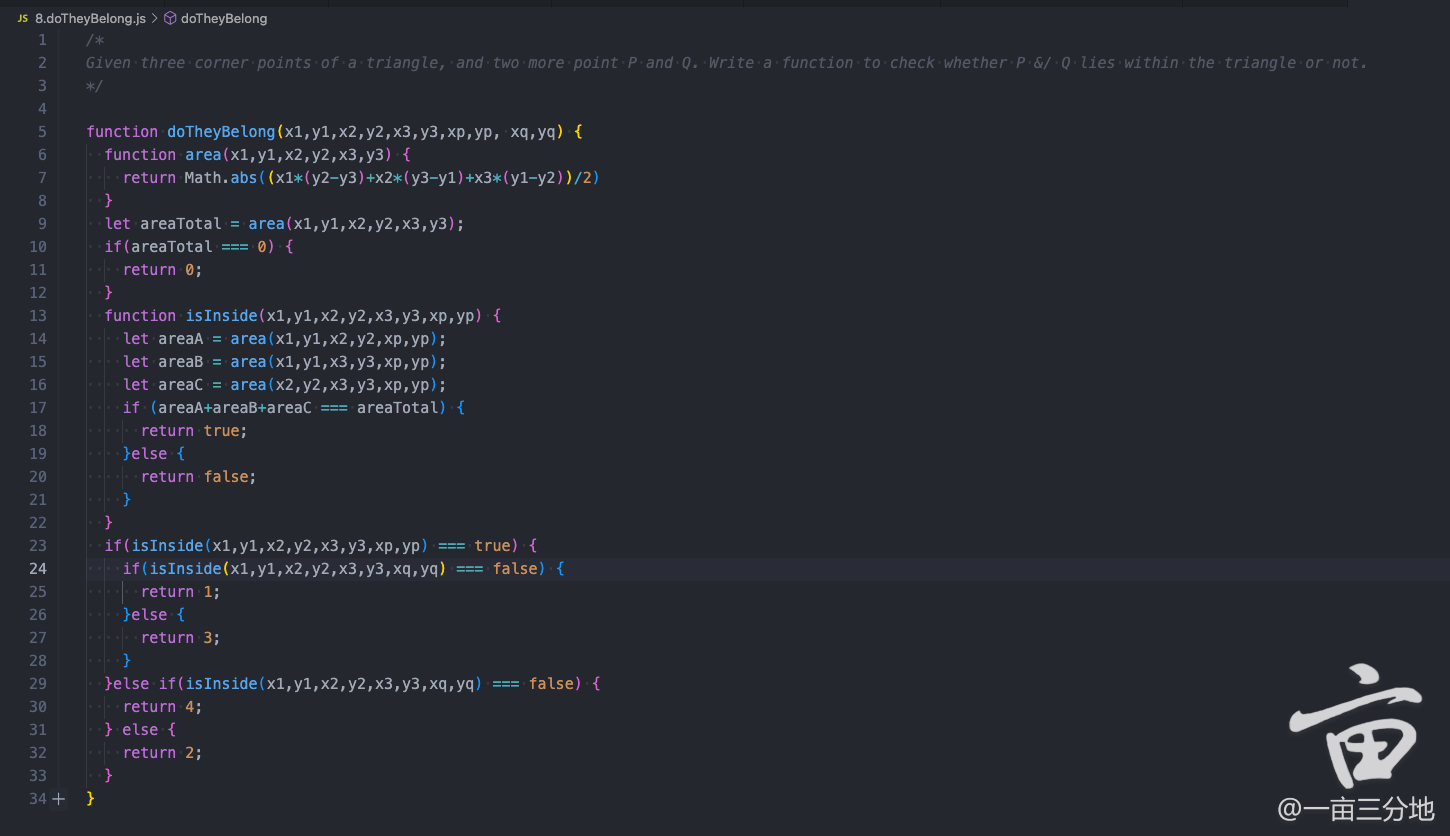 JS 8.doTheyBelong.js > doTheyBelong
1 /*
2 Given three corner points of a triangle, and two more point P and Q. Write a function to check whether P &/ Q lies within the triangle or not.
3 */
4
5 function doTheyBelong(x1,y1,x2,y2,x3,y3,xp,yp, xq,yq) {
6 function area(x1,y1,x2,y2,x3,y3) {
7 return Math.abs((x1*(y2-y3)+x2*(y3-y1)+x3*(y1-y2))/2)
8 }
9 let areaTotal = area(x1,y1,x2,y2,x3,y3);
10 if(areaTotal === 0) {
11 return 0;
12 }
13 function isInside(x1,y1,x2,y2,x3,y3,xp,yp) {
14 let areaA = area(x1,y1,x2,y2,xp,yp);
15 let areaB = area(x1,y1,x3,y3,xp,yp);
16 let areaC = area(x2,y2,x3,y3,xp,yp);
17 if (areaA+areaB+areaC === areaTotal) {
18 return true;
19 }else {
20 return false;
21 }
22 }
23 if(isInside(x1,y1,x2,y2,x3,y3,xp,yp) === true) {
24 if(isInside(x1,y1,x2,y2,x3,y3,xq,yq) === false) {
25 return 1;
26 }else {
27 return 3;
28 }
29 }else if(isInside(x1,y1,x2,y2,x3,y3,xq,yq) === false) {
30 return 4;
31 } else {
32 return 2;
33 }
34 + }
亩
@一亩三分地